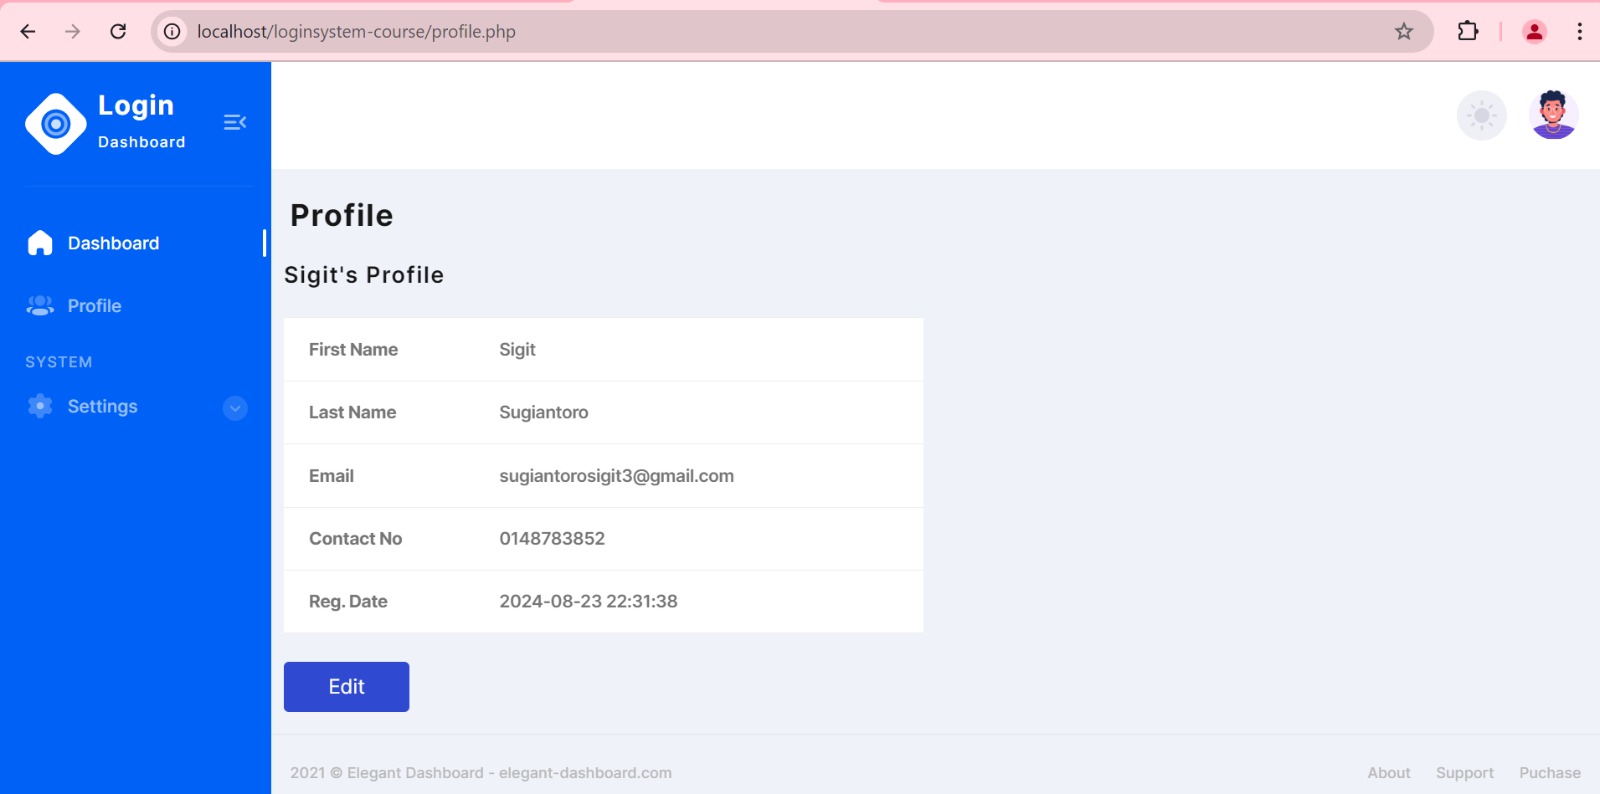 localhost/loginsystem-course/profile.php
Login
Dashboard
Dashboard
Profile
SYSTEM
Settings
Profile
Sigit's Profile
First Name Sigit
Last Name Sugiantoro
Email sugiantorosigit3@gmail.com
Contact No 0148783852
Reg. Date 2024-08-23 22:31:38
Edit
2021 © Elegant Dashboard - elegant-dashboard.com
About Support Puchase